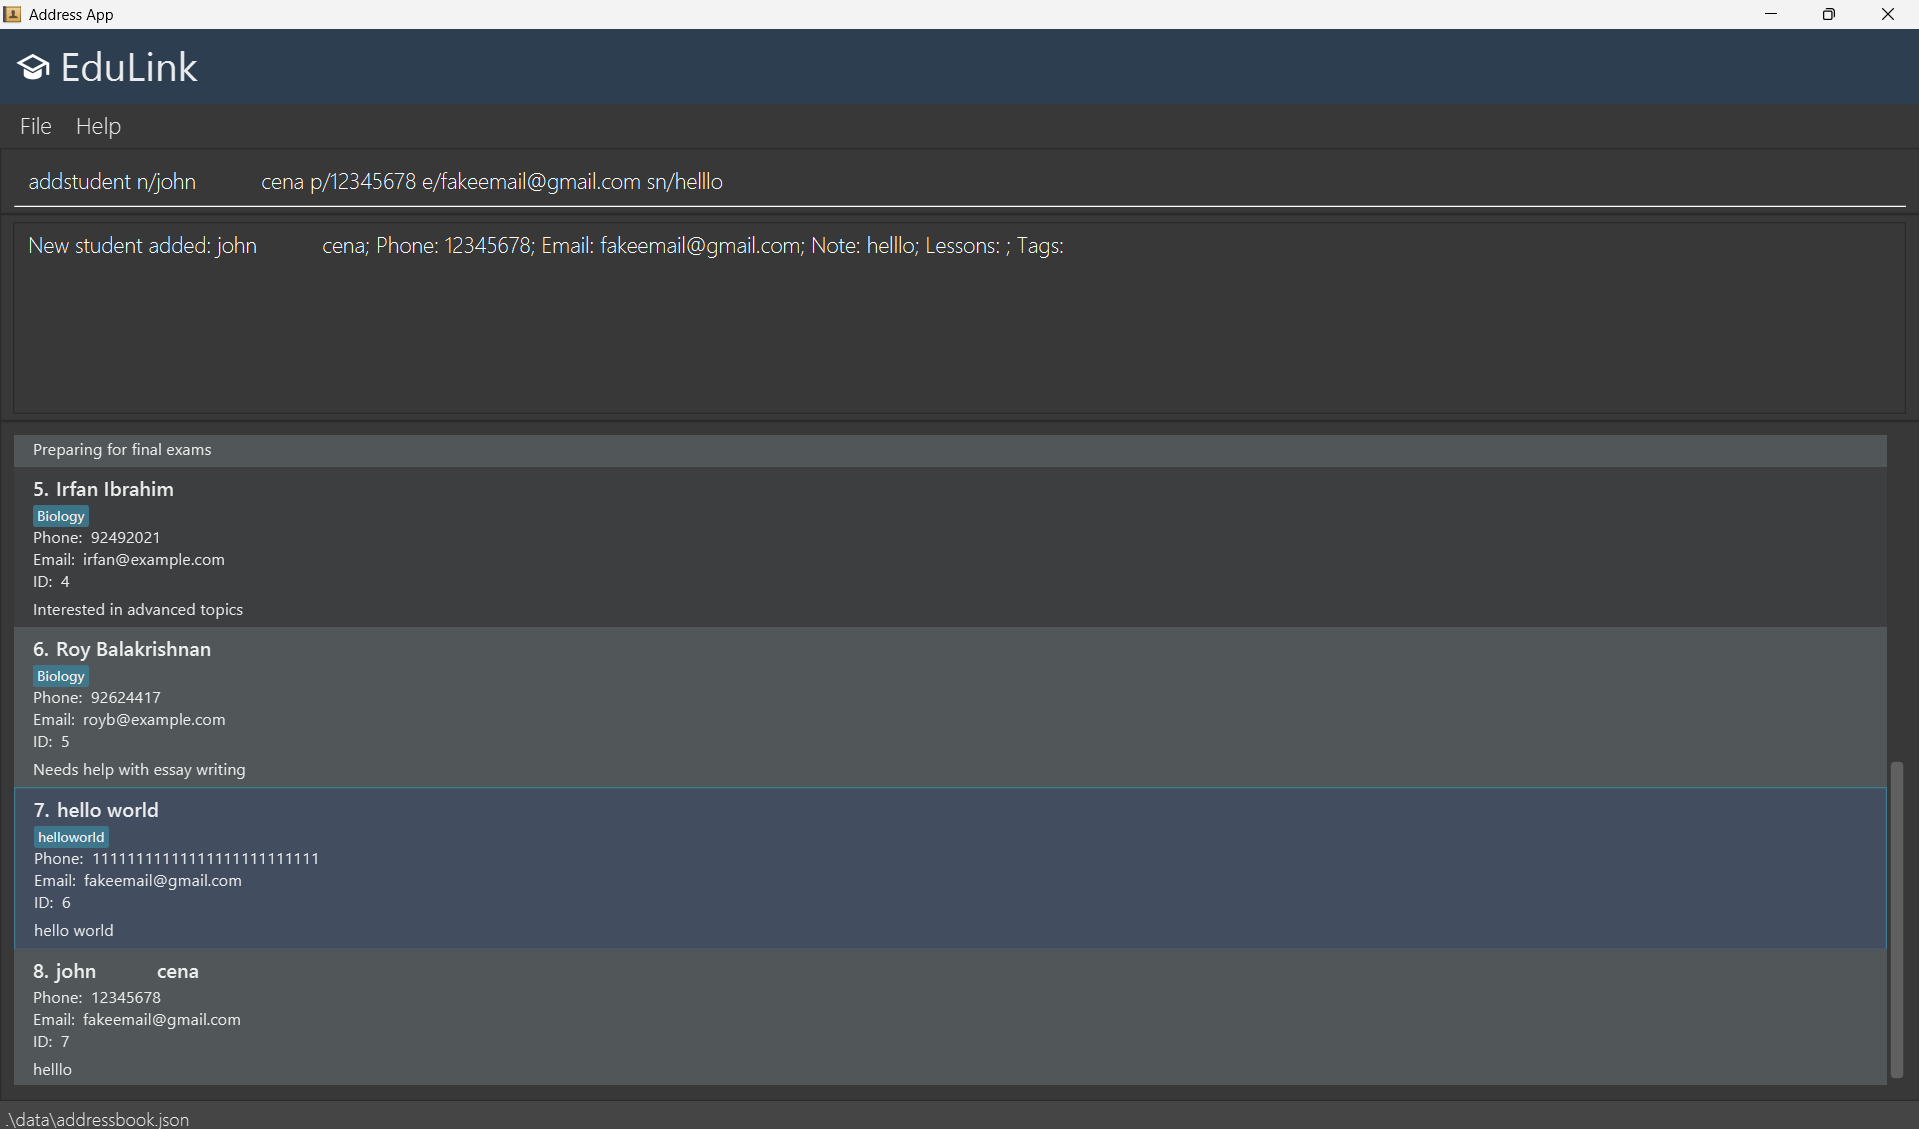 Address App
EduLink
File Help
addstudent n/john          cena p/12345678 e/fakeemail@gmail.com sn/helllo
New student added: john          cena; Phone: 12345678; Email: fakeemail@gmail.com; Note: helllo; Lessons: ; Tags:
Preparing for final exams
5. Irfan Ibrahim
Biology
Phone: 92492021
Email: irfan@example.com
ID: 4
Interested in advanced topics
6. Roy Balakrishnan
Biology
Phone: 92624417
Email: royb@example.com
ID: 5
Needs help with essay writing
7. hello world
helloworld
Phone: 11111111111111111111111111
Email: fakeemail@gmail.com
ID: 6
hello world
8. john          cena
Phone: 12345678
Email: fakeemail@gmail.com
ID: 7
helllo
.\data\addressbook.json